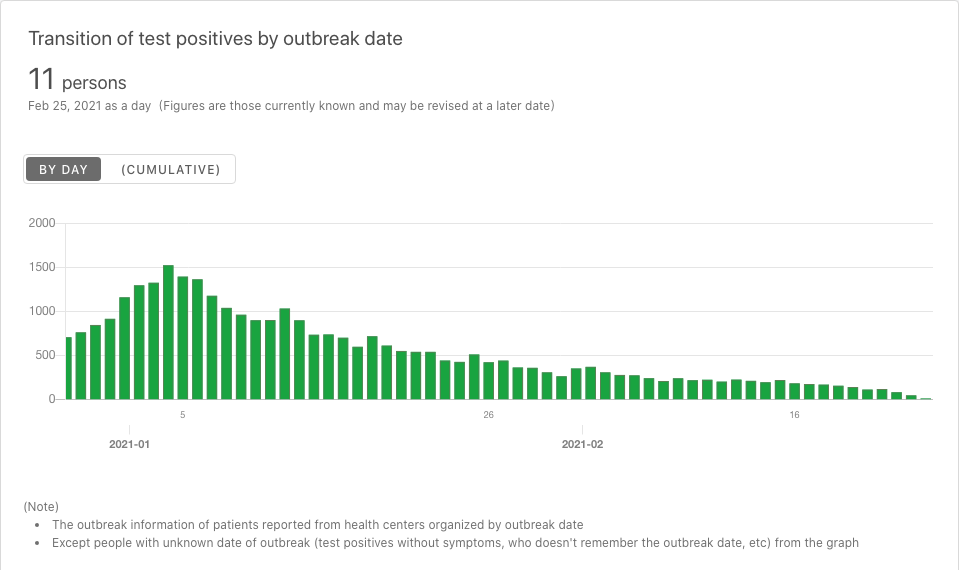 Transition of test positives by outbreak date
11 persons
Feb 25, 2021 as a day (Figures are those currently known and may be revised at a later date)
BY DAY (CUMULATIVE)
2000
1500
1000
500
0
5 26 16
2021-01 2021-02
(Note)
• The outbreak information of patients reported from health centers organized by outbreak date
• Except people with unknown date of outbreak (test positives without symptoms, who doesn't remember the outbreak date, etc) from the graph